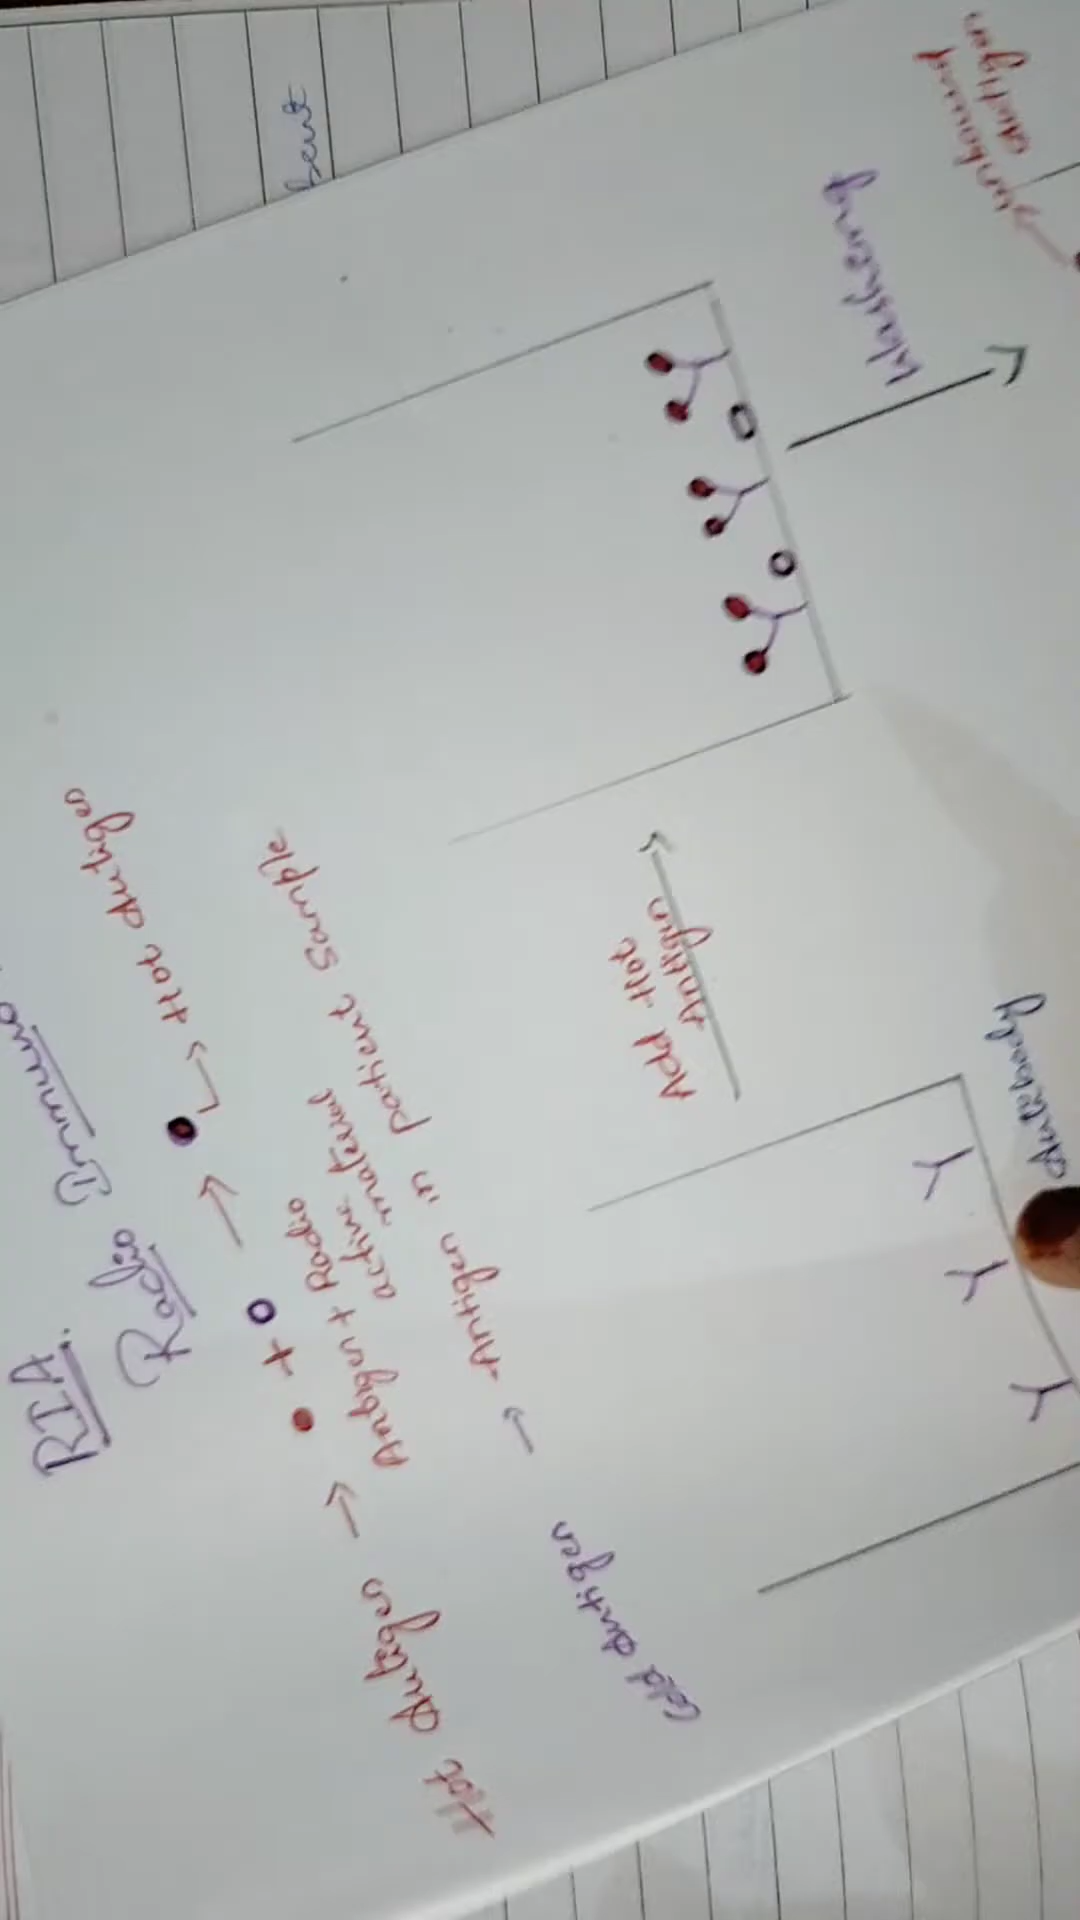 RIA.
Radio Immuno
Hot Antigen → Antigen + Radio
active material
• + o → • → Hot Antigen
Cold Antigen → Antigen in patient Sample
Add Hot
Antigen
Antibody
Washing
Unbound
Antigen